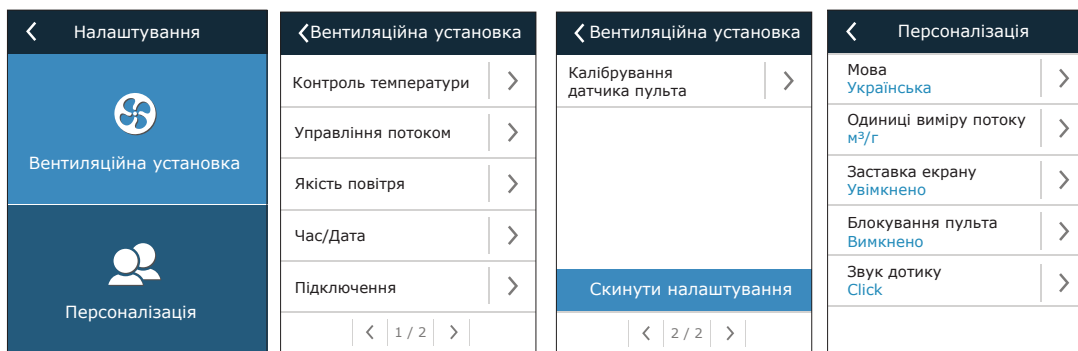 Налаштування
Вентиляційна установка
Персоналізація
Вентиляційна установка
Контроль температури
Управління потоком
Якість повітря
Час/Дата
Підключення
1 / 2
Вентиляційна установка
Калібрування
датчика пульта
Скинути налаштування
2 / 2
Персоналізація
Мова
Українська
Одиниці виміру потоку
м³/г
Заставка екрану
Увімкнено
Блокування пульта
Вимкнено
Звук дотику
Click